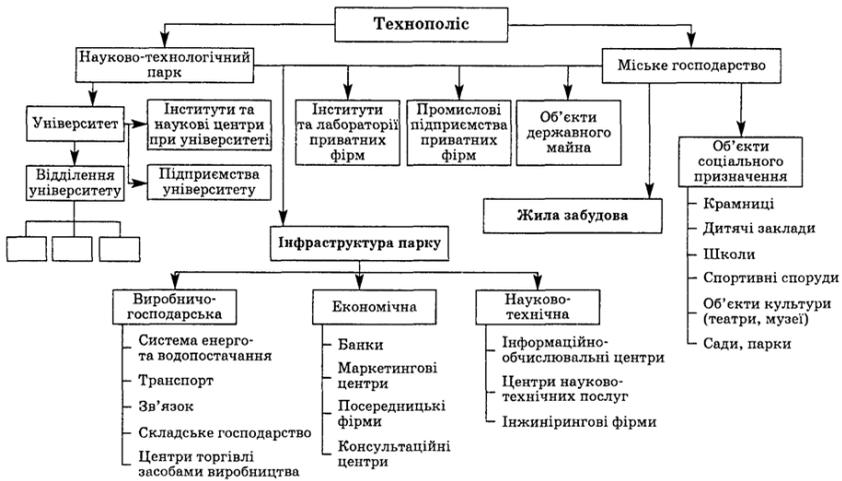 Технополіс
Науково-технологічний
парк
Міське господарство
Університет
Інститути та
наукові центри
при університеті
Інститути
та лабораторії
приватних
фірм
Промислові
підприємства
приватних
фірм
Об’єкти
державного
майна
Об’єкти
соціального
призначення
Відділення
університету
Підприємства
університету
Крамниці
Дитячі заклади
Школи
Спортивні споруди
Об’єкти культури
(театри, музеї)
Сади, парки
Жила забудова
Інфраструктура парку
Виробничо-
господарська
Система енерго-
та водопостачання
Транспорт
Зв’язок
Складське господарство
Центри торгівлі
засобами виробництва
Економічна
Банки
Маркетингові
центри
Посередницькі
фірми
Консультаційні
центри
Науково-
технічна
Інформаційно-
обчислювальні центри
Центри науково-
технічних послуг
Інжинірингові фірми